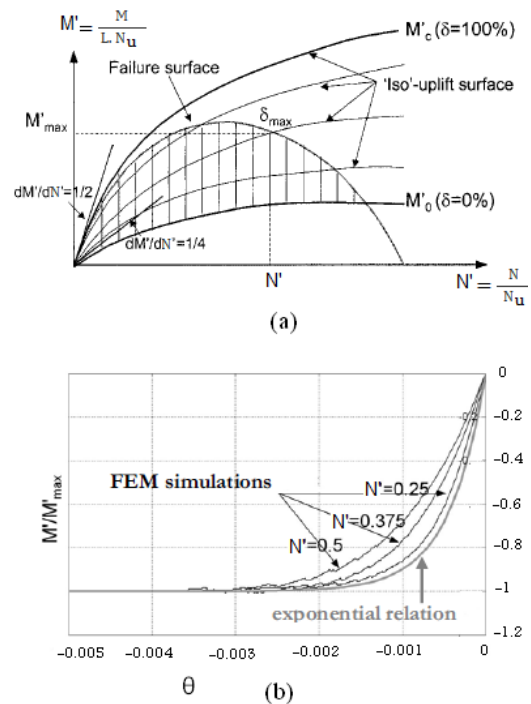 M' = M / L.Nu
M'c (δ=100%)
Failure surface
'Iso'-uplift surface
M'max
δmax
dM'/dN'=1/2
M'0 (δ=0%)
dM'/dN'=1/4
N'
N' = N / Nu
(a)
0
-0.2
-0.4
FEM simulations
N'=0.25
-0.6
N'=0.375
N'=0.5
-0.8
exponential relation
-1
-1.2
M'/M'max
-0.005
-0.004
-0.003
-0.002
-0.001
0
θ
(b)